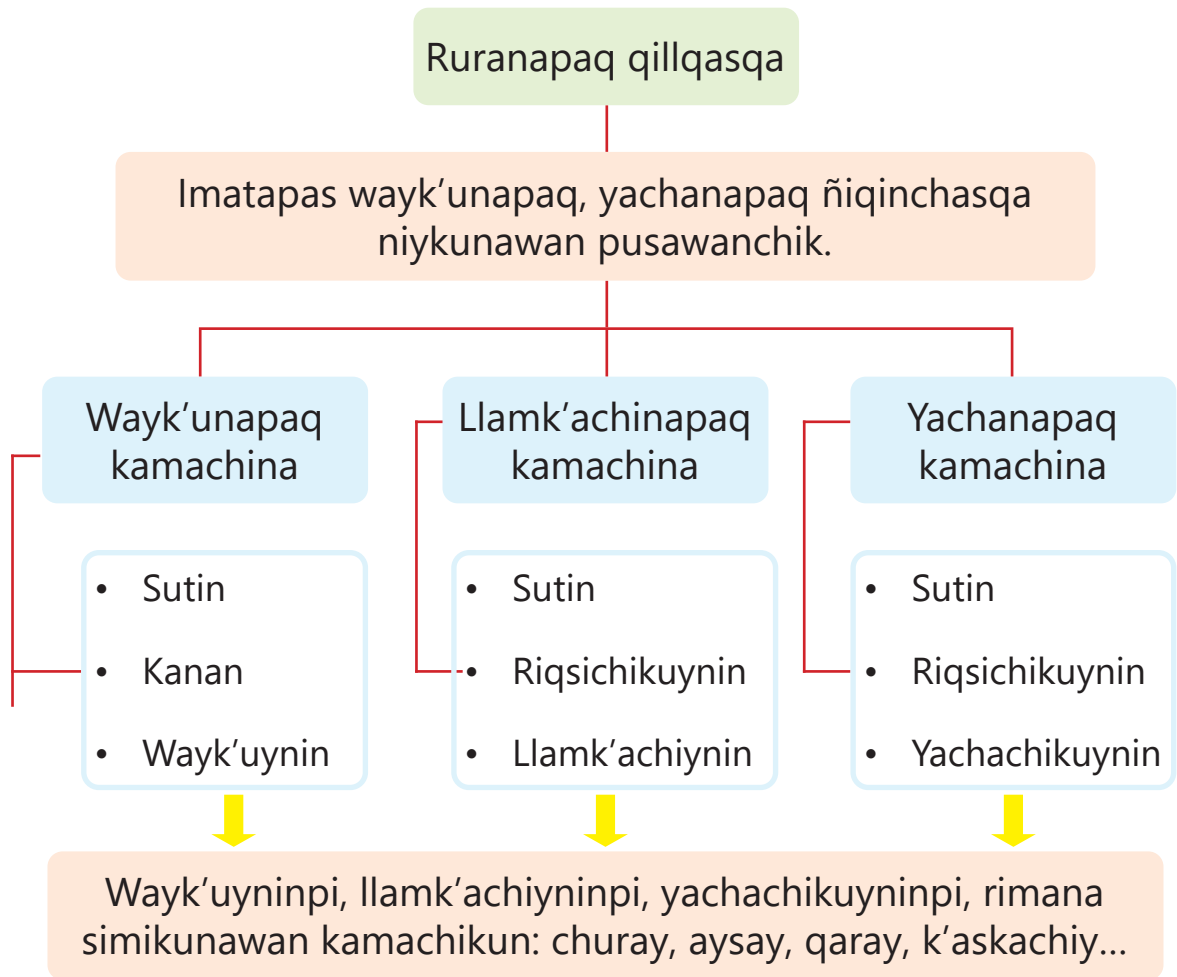 Ruranapaq qillqasqa
Imatapas wayk’unapaq, yachanapaq ñiqinchasqa
niykunawan pusawanchik.
Wayk’unapaq
kamachina
• Sutin
• Kanan
• Wayk’uynin
Llamk’achinapaq
kamachina
• Sutin
• Riqsichikuynin
• Llamk’achiynin
Yachanapaq
kamachina
• Sutin
• Riqsichikuynin
• Yachachikuynin
Wayk’uyninpi, llamk’achiyninpi, yachachikuyninpi, rimana
simikunawan kamachikun: churay, aysay, qaray, k’askachiy...